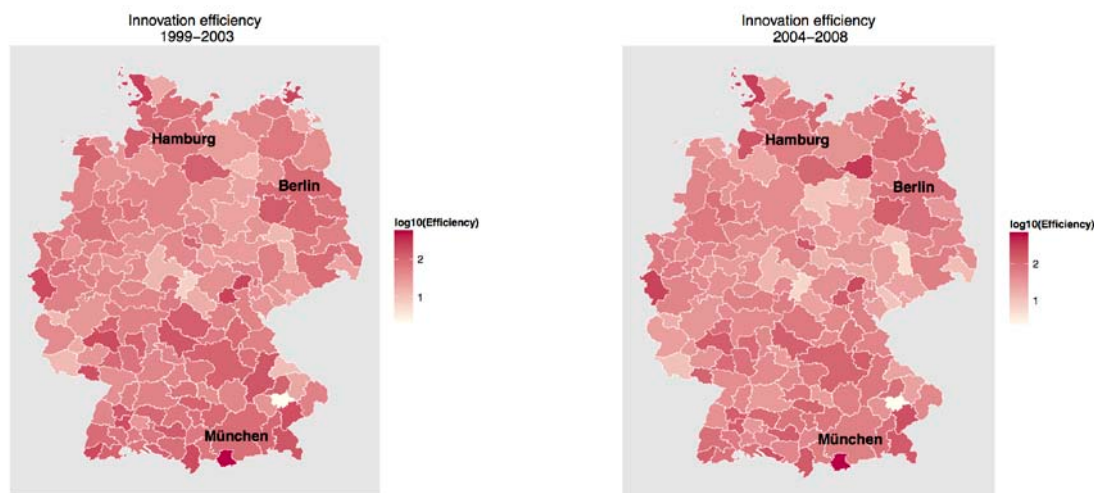 Innovation efficiency
1999–2003
Hamburg
Berlin
München
log10(Efficiency)
2
1
Innovation efficiency
2004–2008
Hamburg
Berlin
München
log10(Efficiency)
2
1